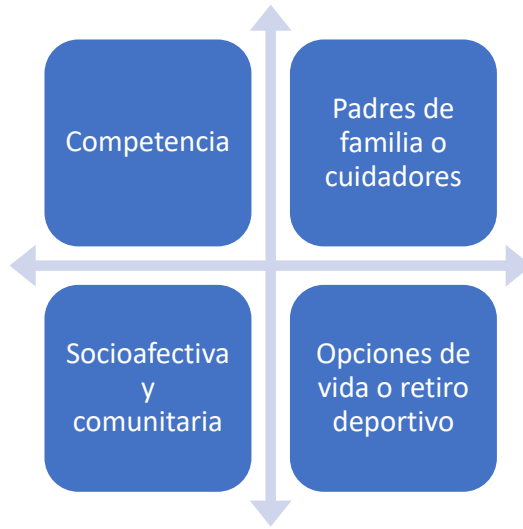 Competencia
Padres de
familia o
cuidadores
Socioafectiva
y
comunitaria
Opciones de
vida o retiro
deportivo